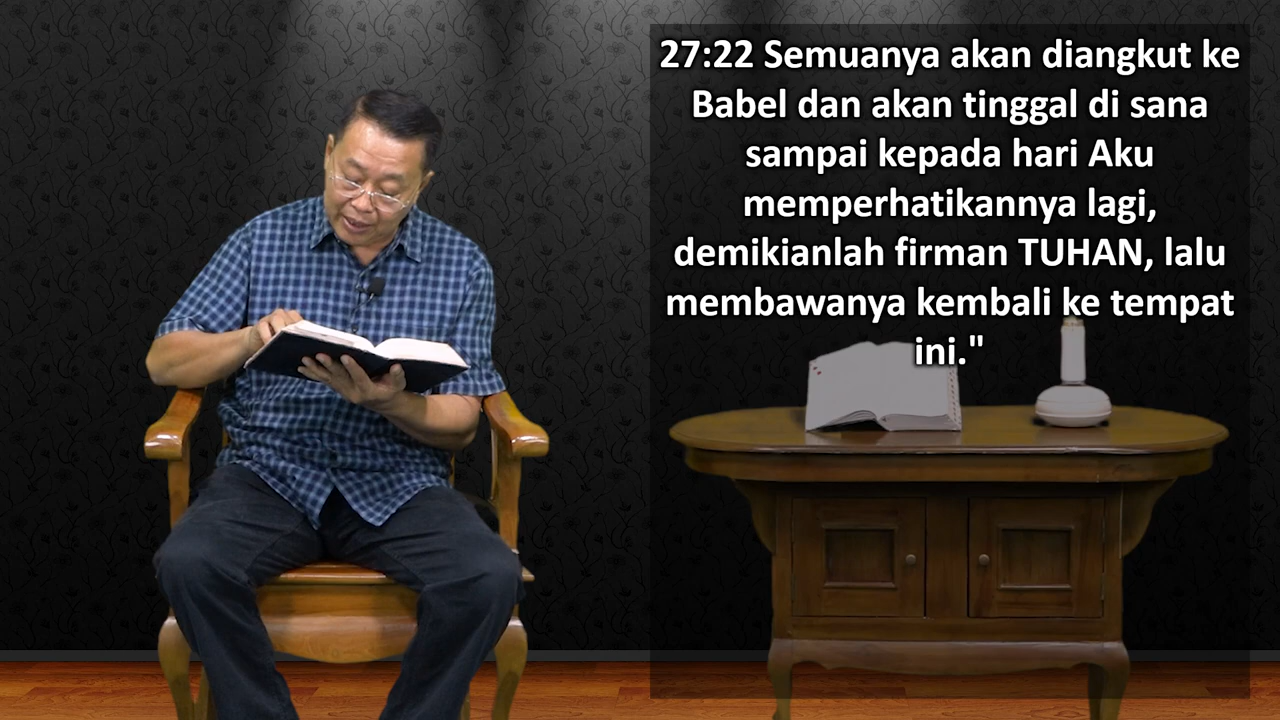 27:22 Semuanya akan diangkut ke
Babel dan akan tinggal di sana
sampai kepada hari Aku
memperhatikannya lagi,
demikianlah firman TUHAN, lalu
membawanya kembali ke tempat
ini."